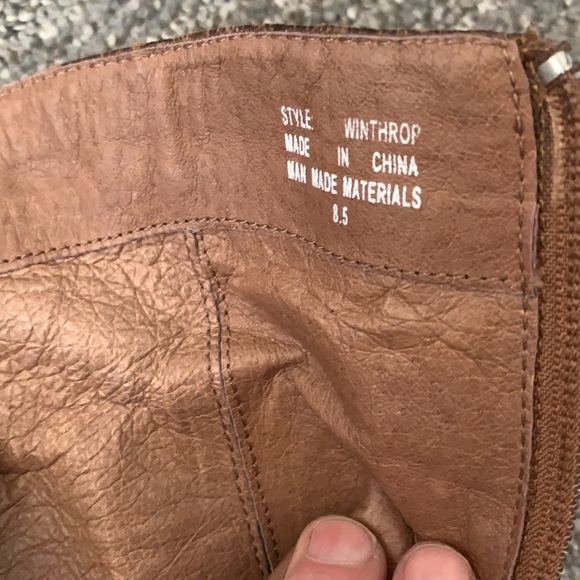 STYLE: WINTHROP
MADE IN CHINA
MAN MADE MATERIALS
8.5